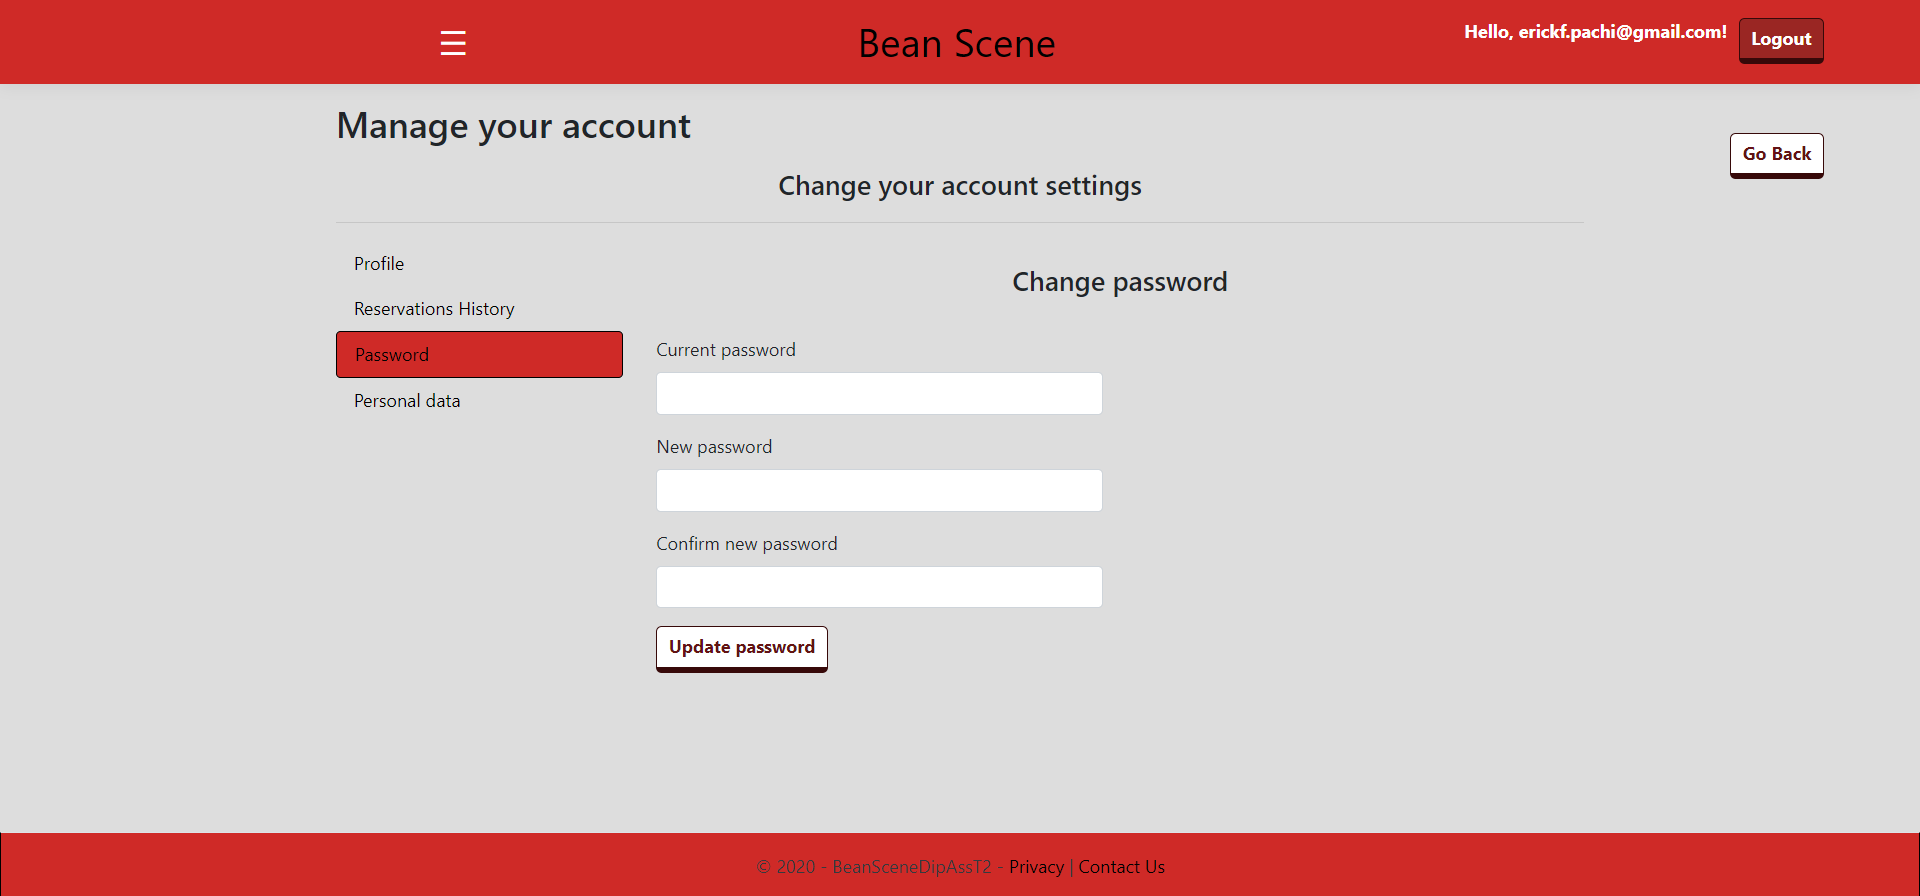 Bean Scene
Hello, erickf.pachi@gmail.com!
Logout
Manage your account
Go Back
Change your account settings
Profile
Reservations History
Password
Personal data
Change password
Current password
New password
Confirm new password
Update password
© 2020 - BeanSceneDipAssT2 - Privacy | Contact Us